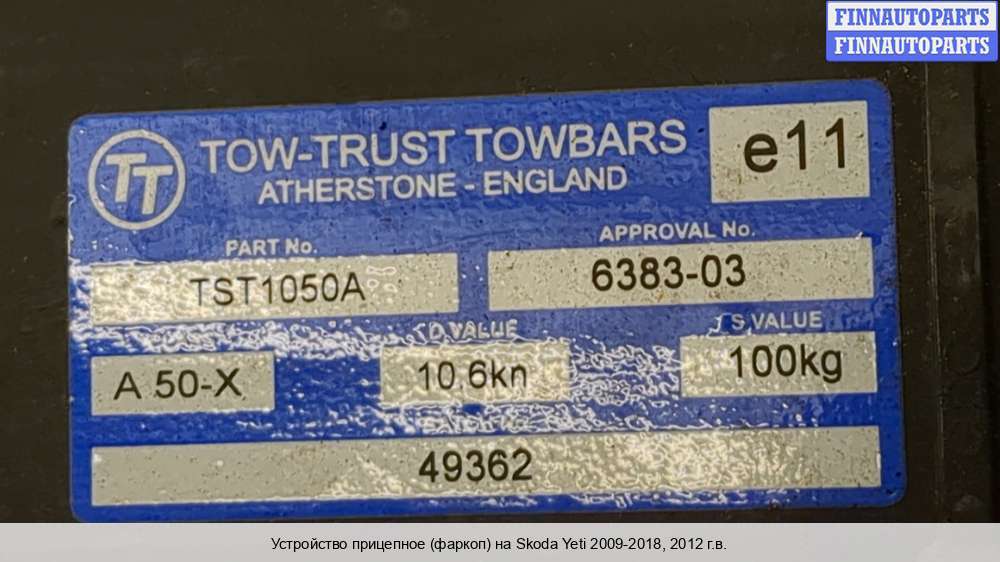 FINNAUTOPARTS
FINNAUTOPARTS
TT
TOW-TRUST TOWBARS
e11
ATHERSTONE - ENGLAND
PART No.
APPROVAL No.
TST1050A
6383-03
D VALUE
S VALUE
A 50-X
10.6kn
100kg
49362
Устройство прицепное (фаркоп) на Skoda Yeti 2009-2018, 2012 г.в.